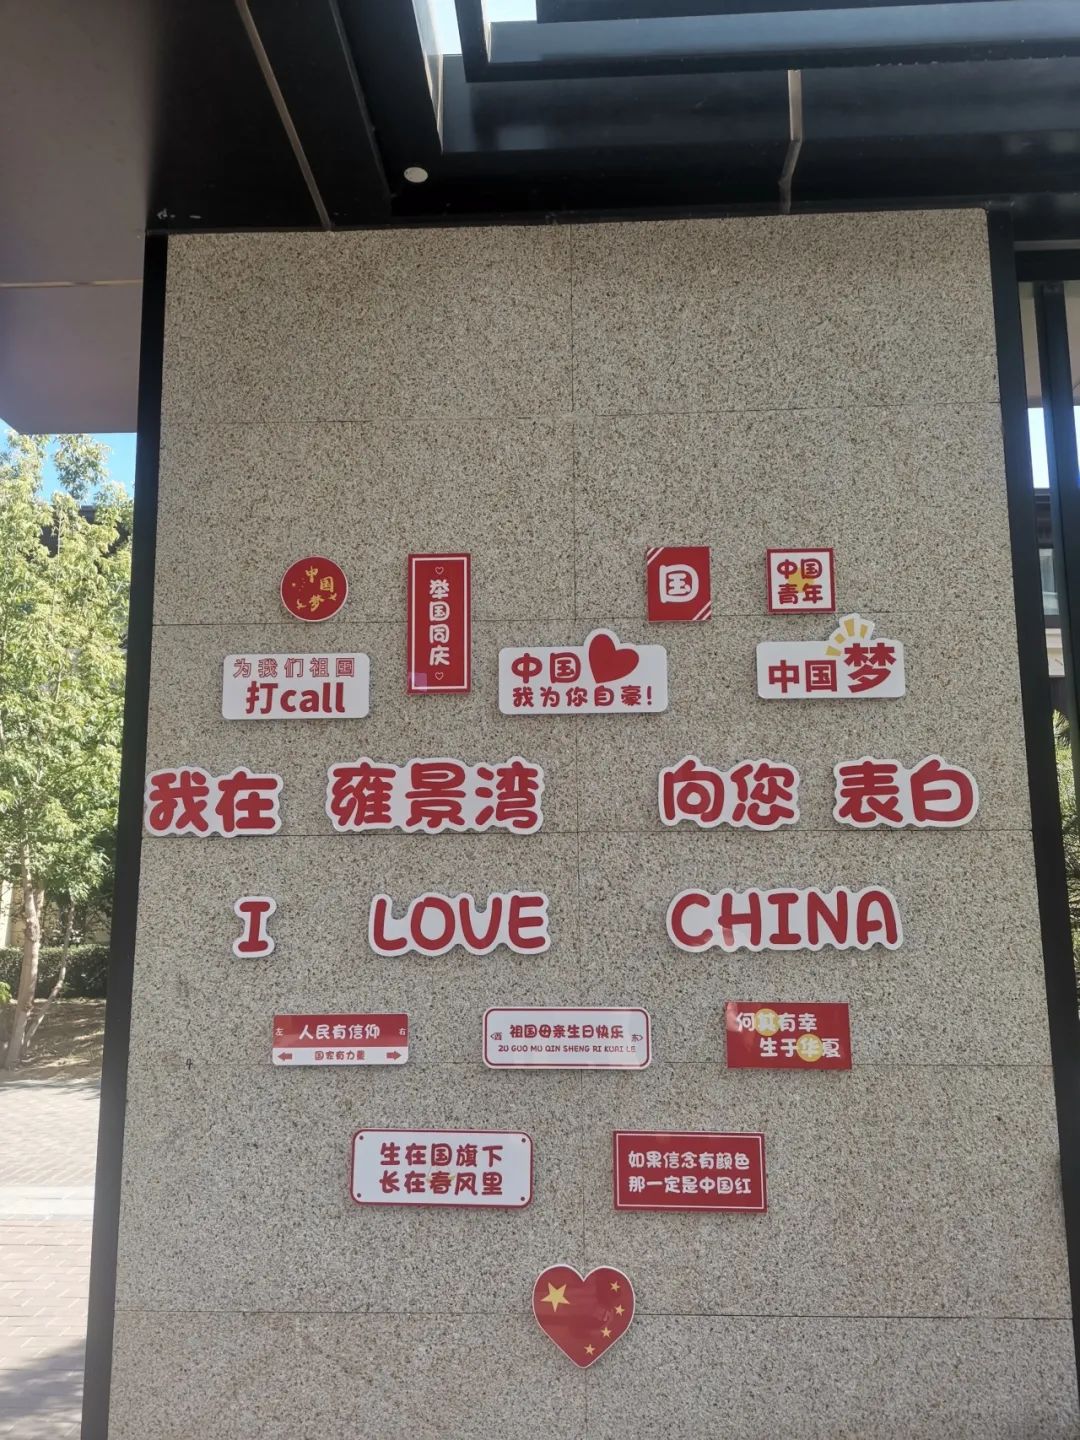 中国
梦
举国同庆
国
中国
青年
为我们祖国
打call
中国
我为你自豪!
中国梦
我在 雍景湾 向您 表白
I LOVE CHINA
左 人民有信仰 右
国家有力量
西 祖国母亲生日快乐 东
ZU GUO MU QIN SHENG RI KUAI LE
何其有幸
生于华夏
生在国旗下
长在春风里
如果信念有颜色
那一定是中国红